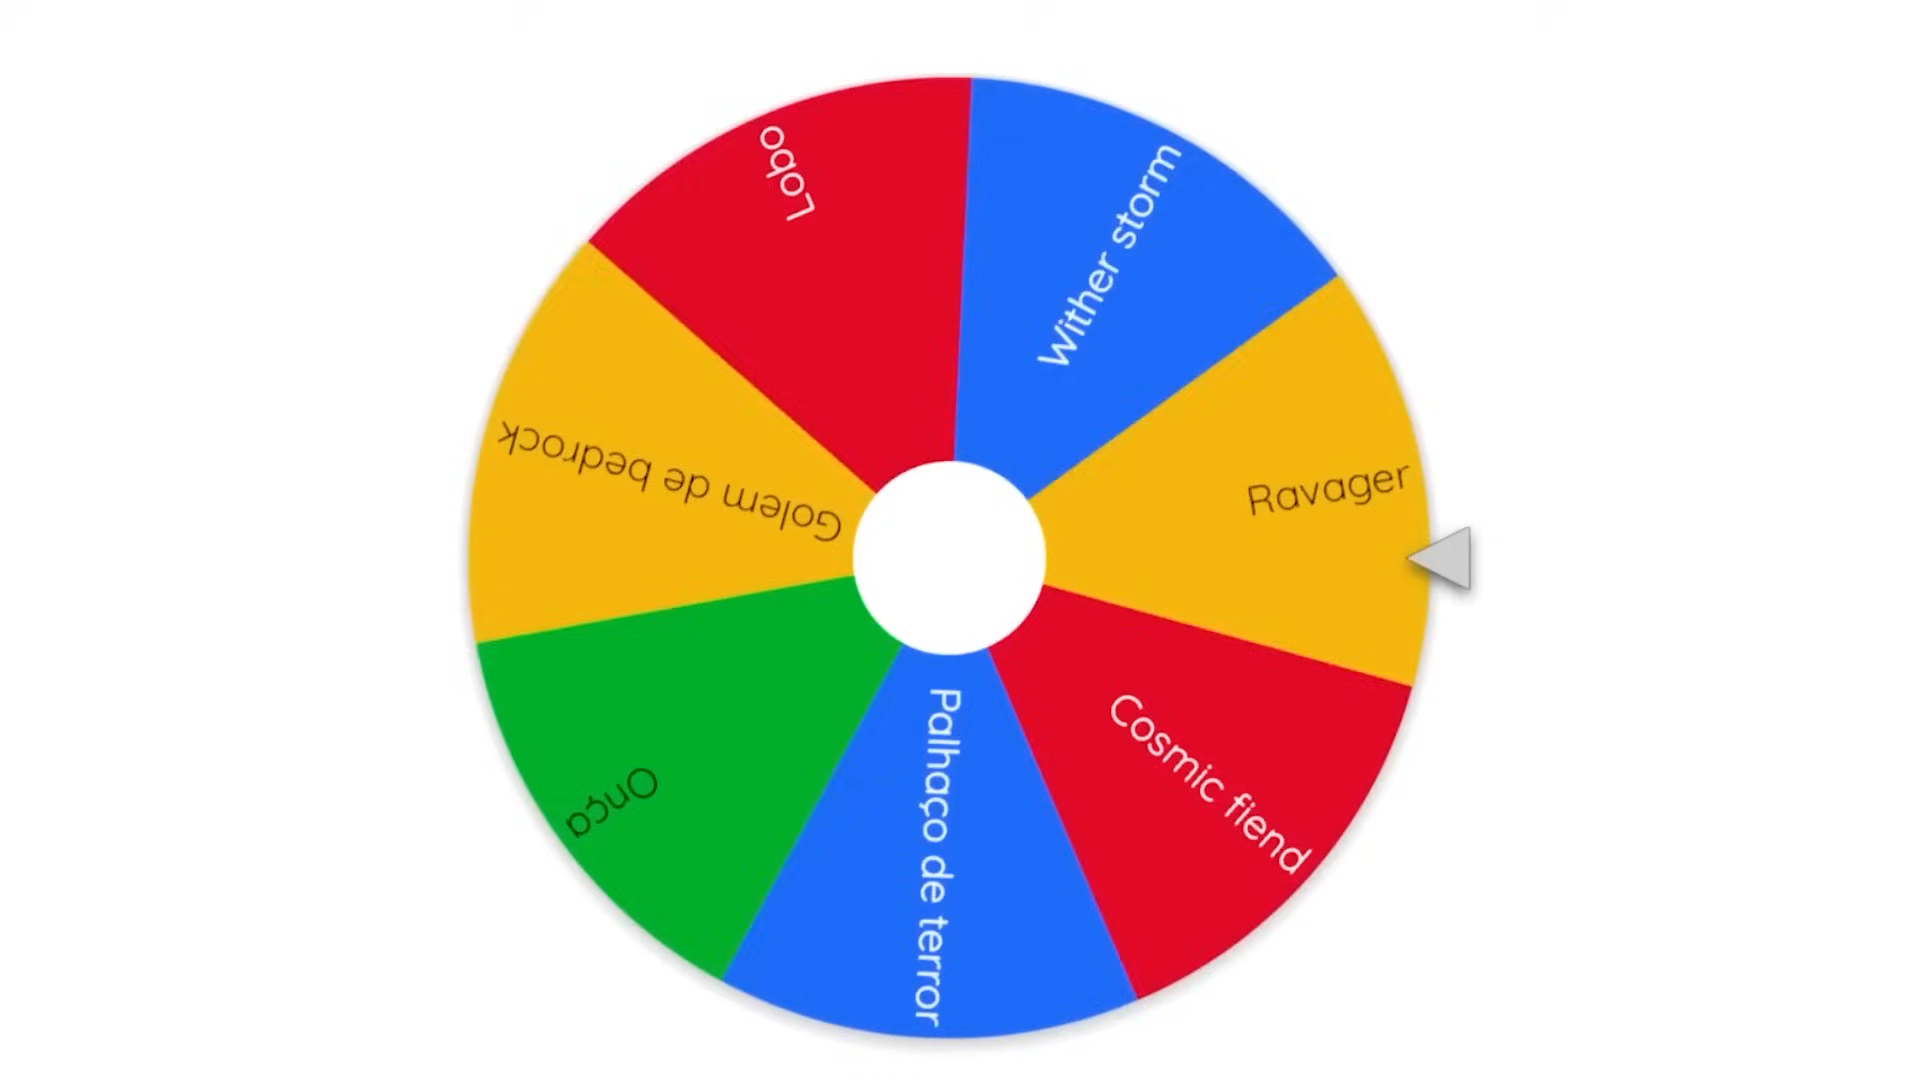 Lobo
Wither storm
Ravager
Cosmic fiend
Palhaço de terror
Onça
Golem de bedrock